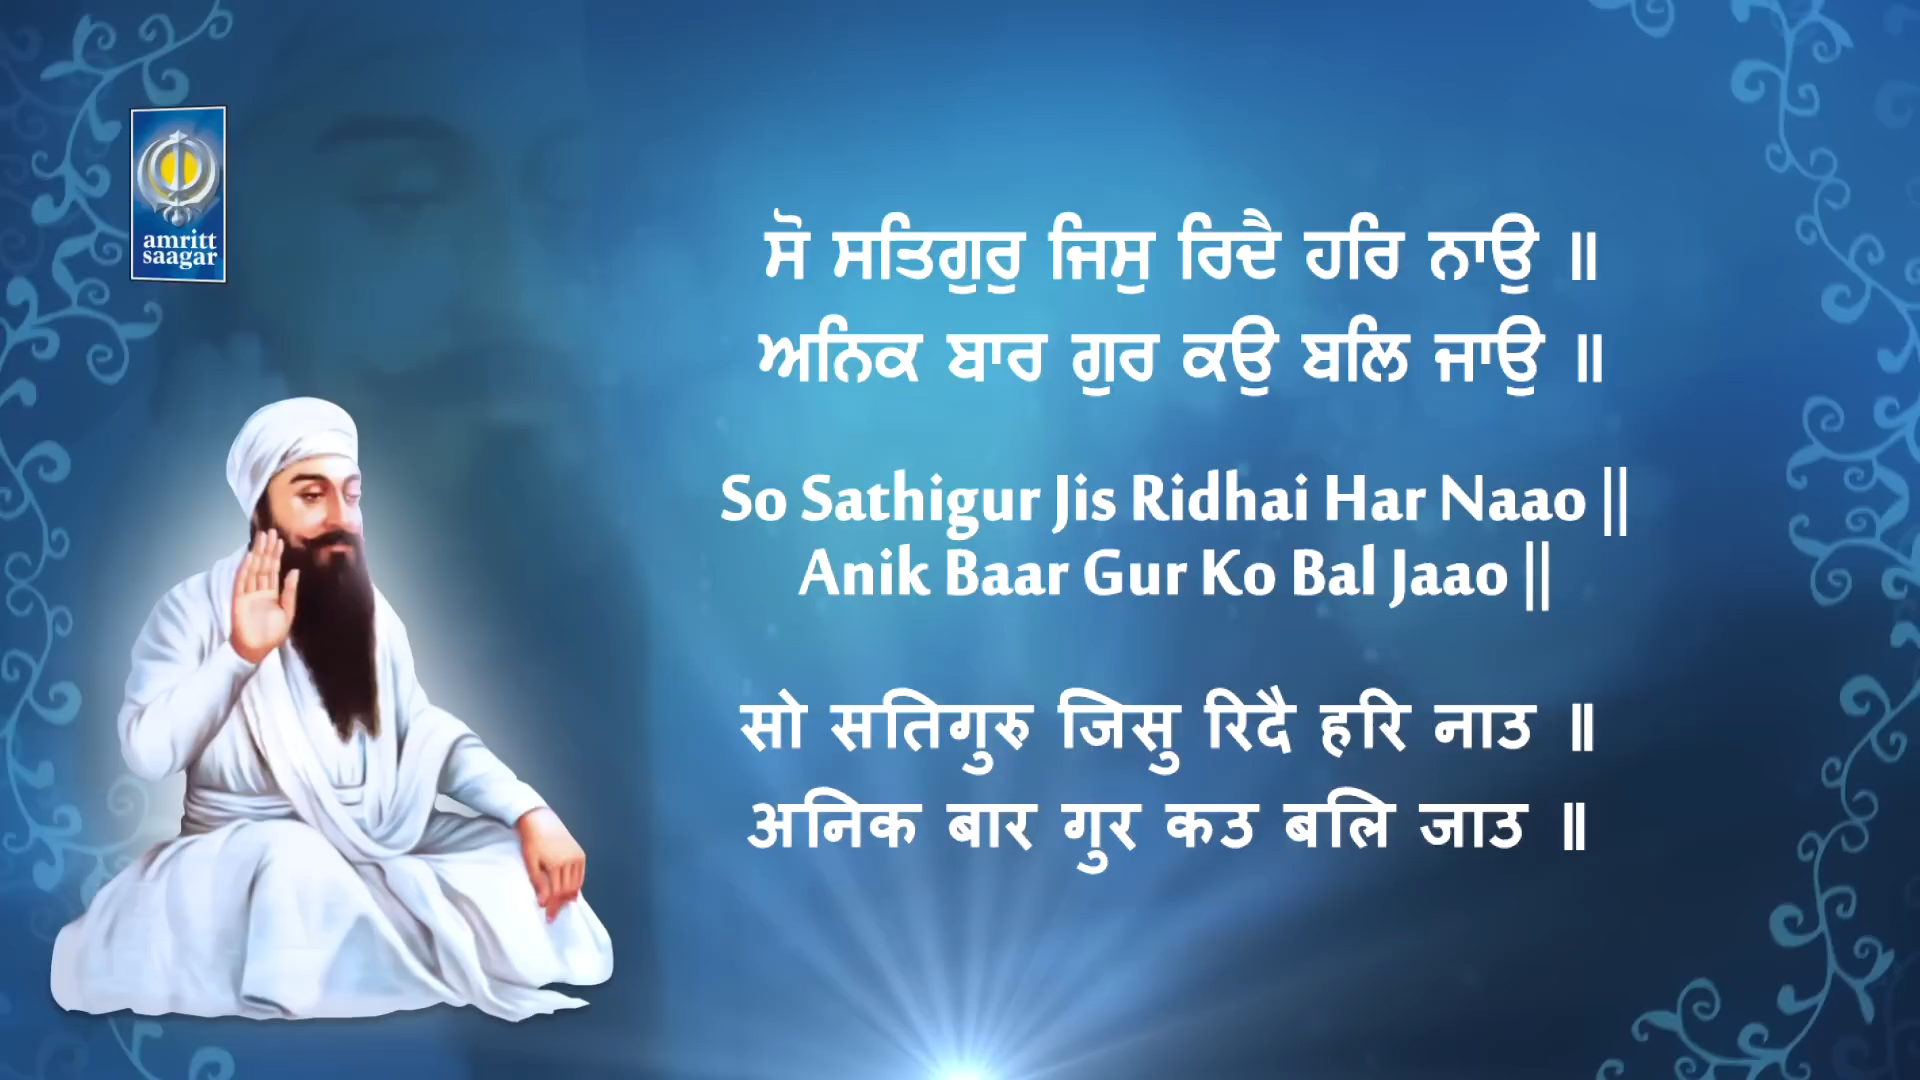 amritt
saagar
ਸੋ ਸਤਿਗੁਰੁ ਜਿਸੁ ਰਿਦੈ ਹਰਿ ਨਾਉ ॥
ਅਨਿਕ ਬਾਰ ਗੁਰ ਕਉ ਬਲਿ ਜਾਉ ॥
So Sathigur Jis Ridhai Har Naao ||
Anik Baar Gur Ko Bal Jaao ||
सो सतिगुरु जिसु रिदै हरि नाउ ॥
अनिक बार गुर कउ बलि जाउ ॥